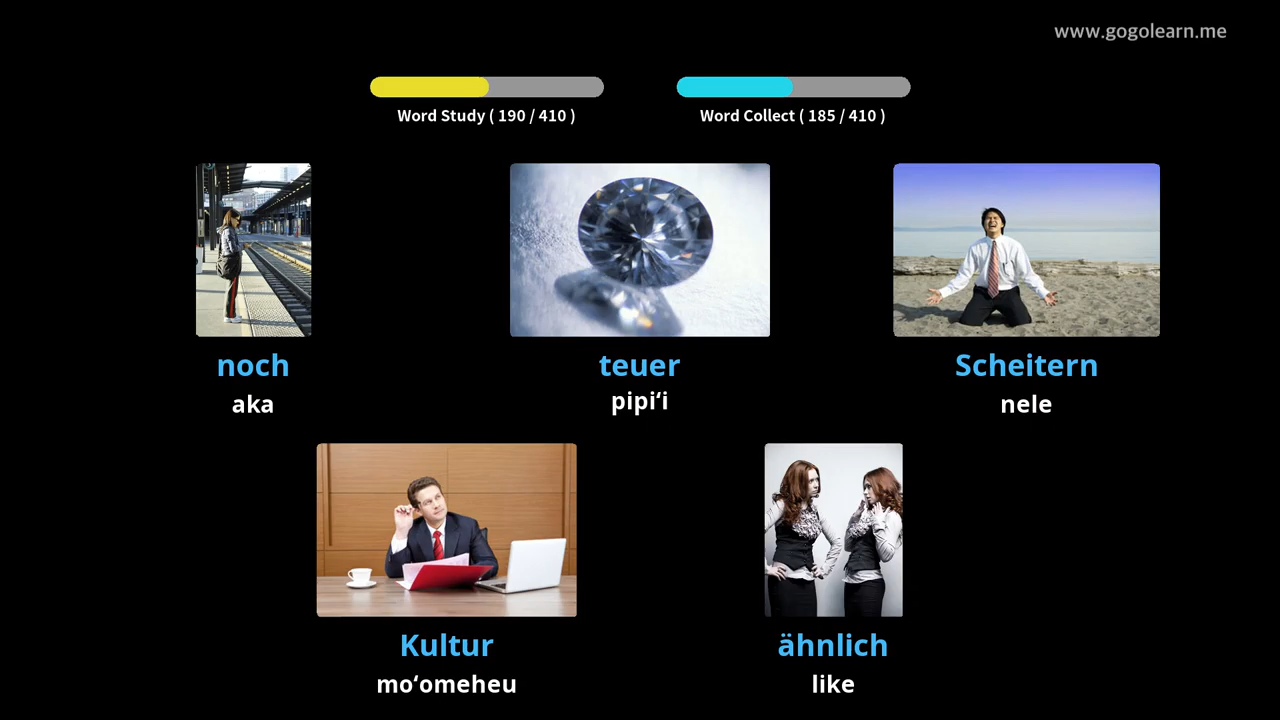 www.gogolearn.me
Word Study ( 190 / 410 )
Word Collect ( 185 / 410 )
noch
aka
teuer
pipiʻi
Scheitern
nele
Kultur
moʻomeheu
ähnlich
like